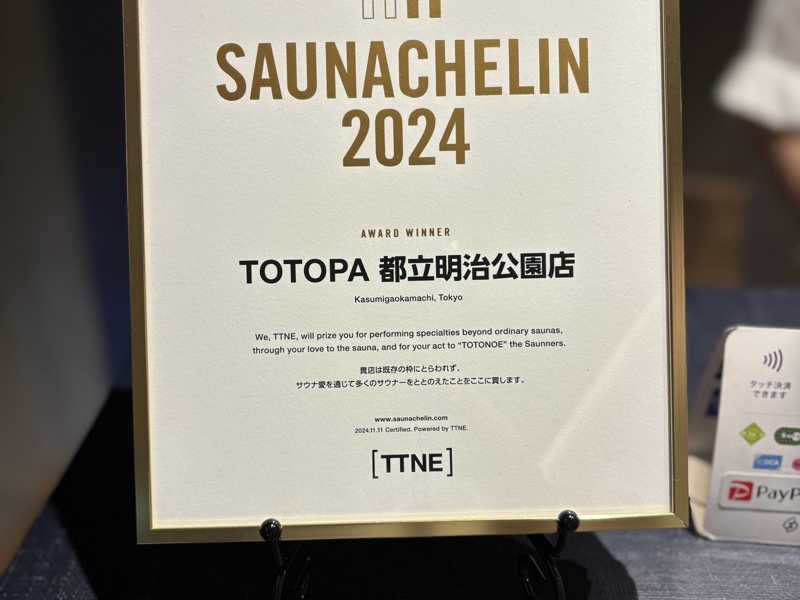 SAUNACHELIN
2024
AWARD WINNER
TOTOPA 都立明治公園店
Kasumigaokamachi, Tokyo
We, TTNE, will prize you for performing specialties beyond ordinary saunas,
through your love to the sauna, and for your act to "TOTONOE" the Saunners.
貴店は既存の枠にとらわれず、
サウナ愛を通じて多くのサウナーをととのえたことをここに賞します。
www.saunachelin.com
2024.11.11 Certified. Powered by TTNE.
[TTNE]
タッチ決済
できます
PayP